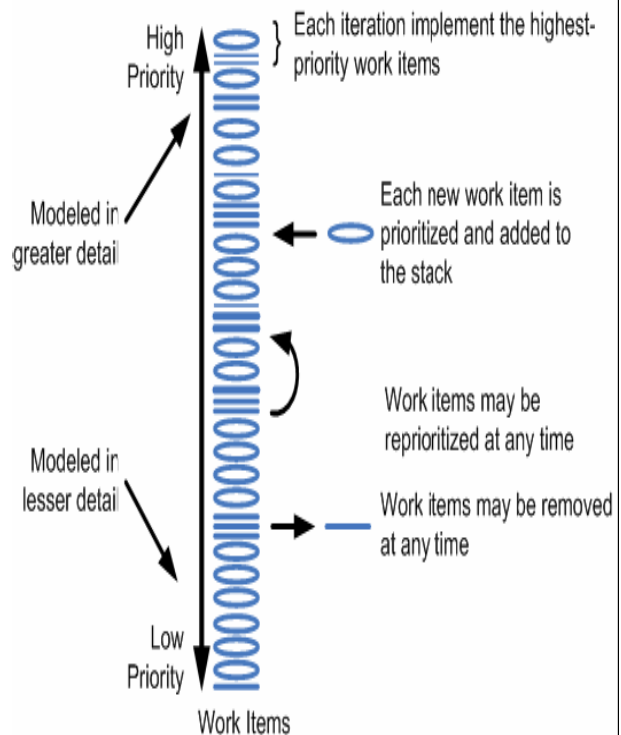 High
Priority
Each iteration implement the highest-
priority work items
Modeled in
greater detail
Each new work item is
prioritized and added to
the stack
Work items may be
reprioritized at any time
Modeled in
lesser detail
Work items may be removed
at any time
Low
Priority
Work Items